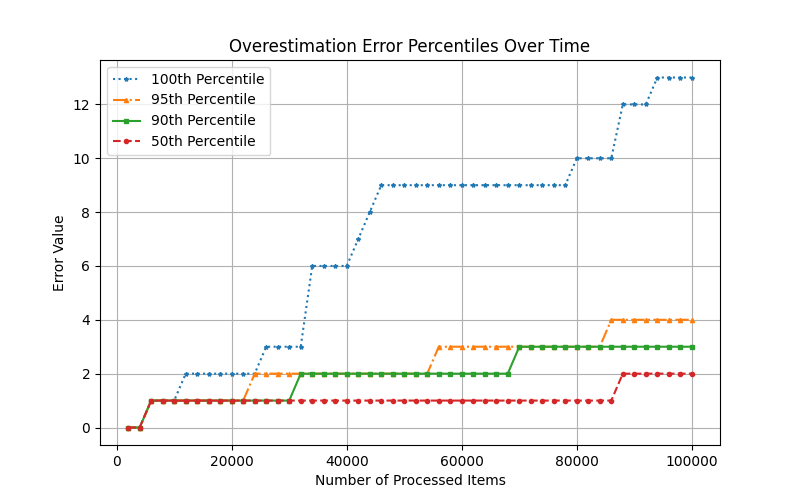 Overestimation Error Percentiles Over Time
100th Percentile
95th Percentile
90th Percentile
50th Percentile
12
10
8
6
4
2
0
Error Value
0 20000 40000 60000 80000 100000
Number of Processed Items